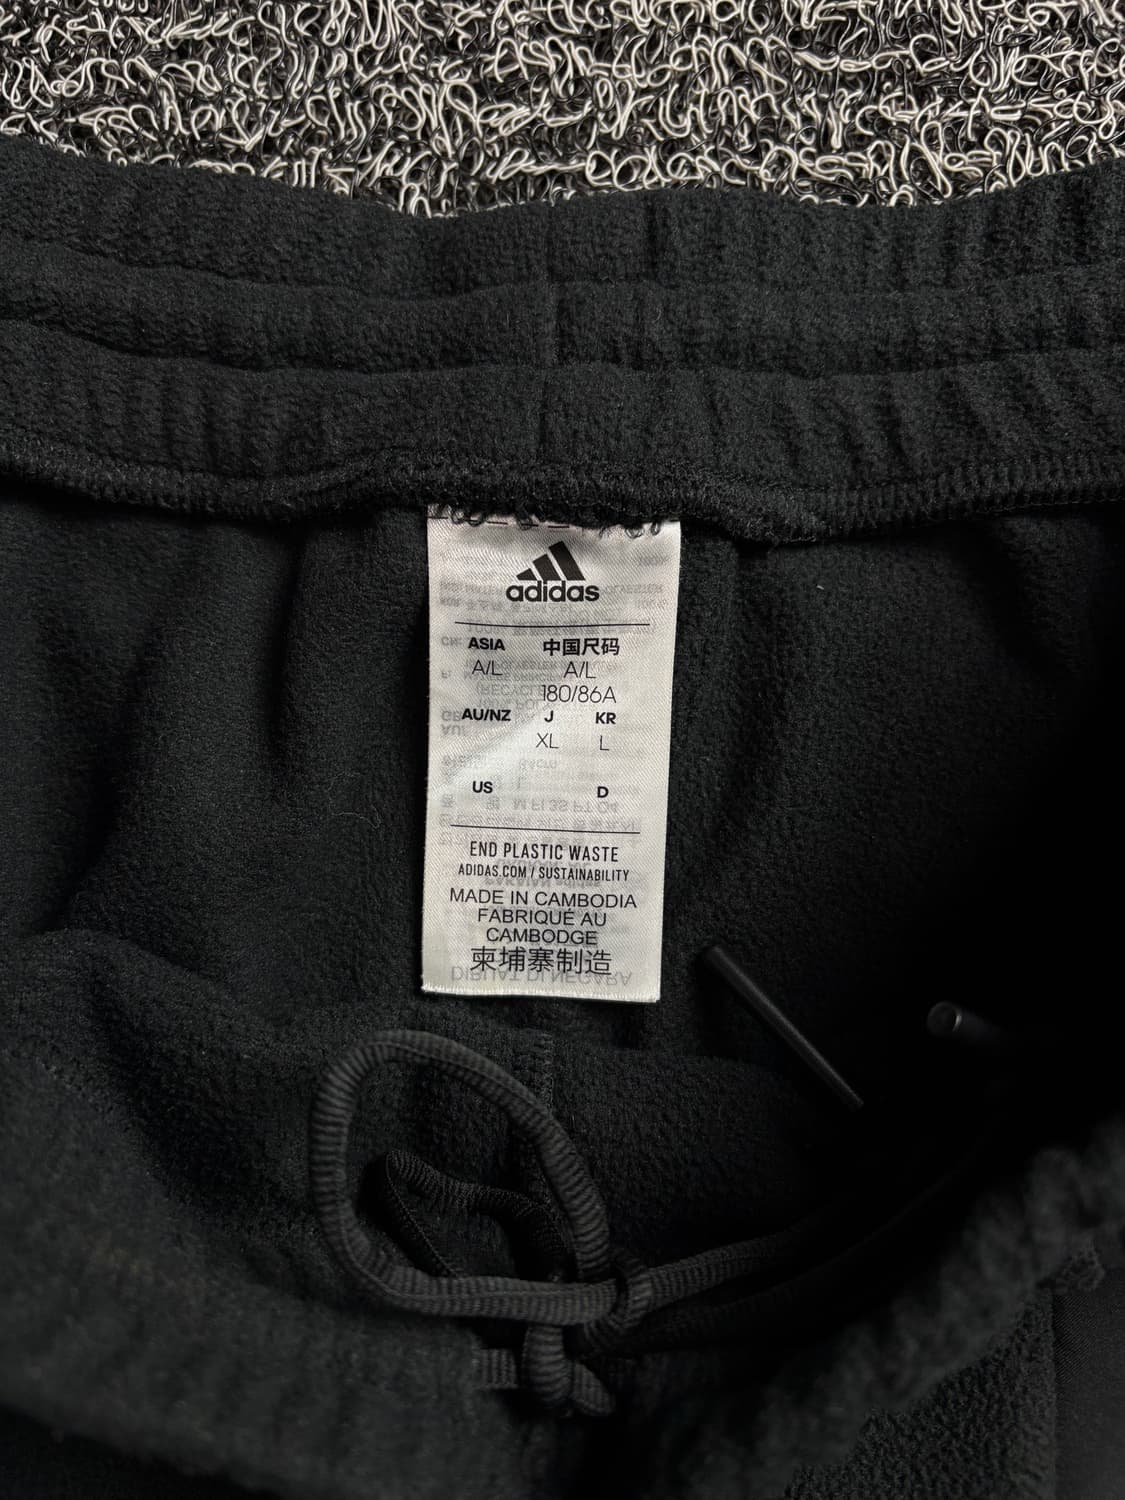 adidas
ASIA 中国尺码
A/L A/L
180/86A
AU/NZ J KR
XL L
US D
END PLASTIC WASTE
ADIDAS.COM / SUSTAINABILITY
MADE IN CAMBODIA
FABRIQUÉ AU
CAMBODGE
柬埔寨制造